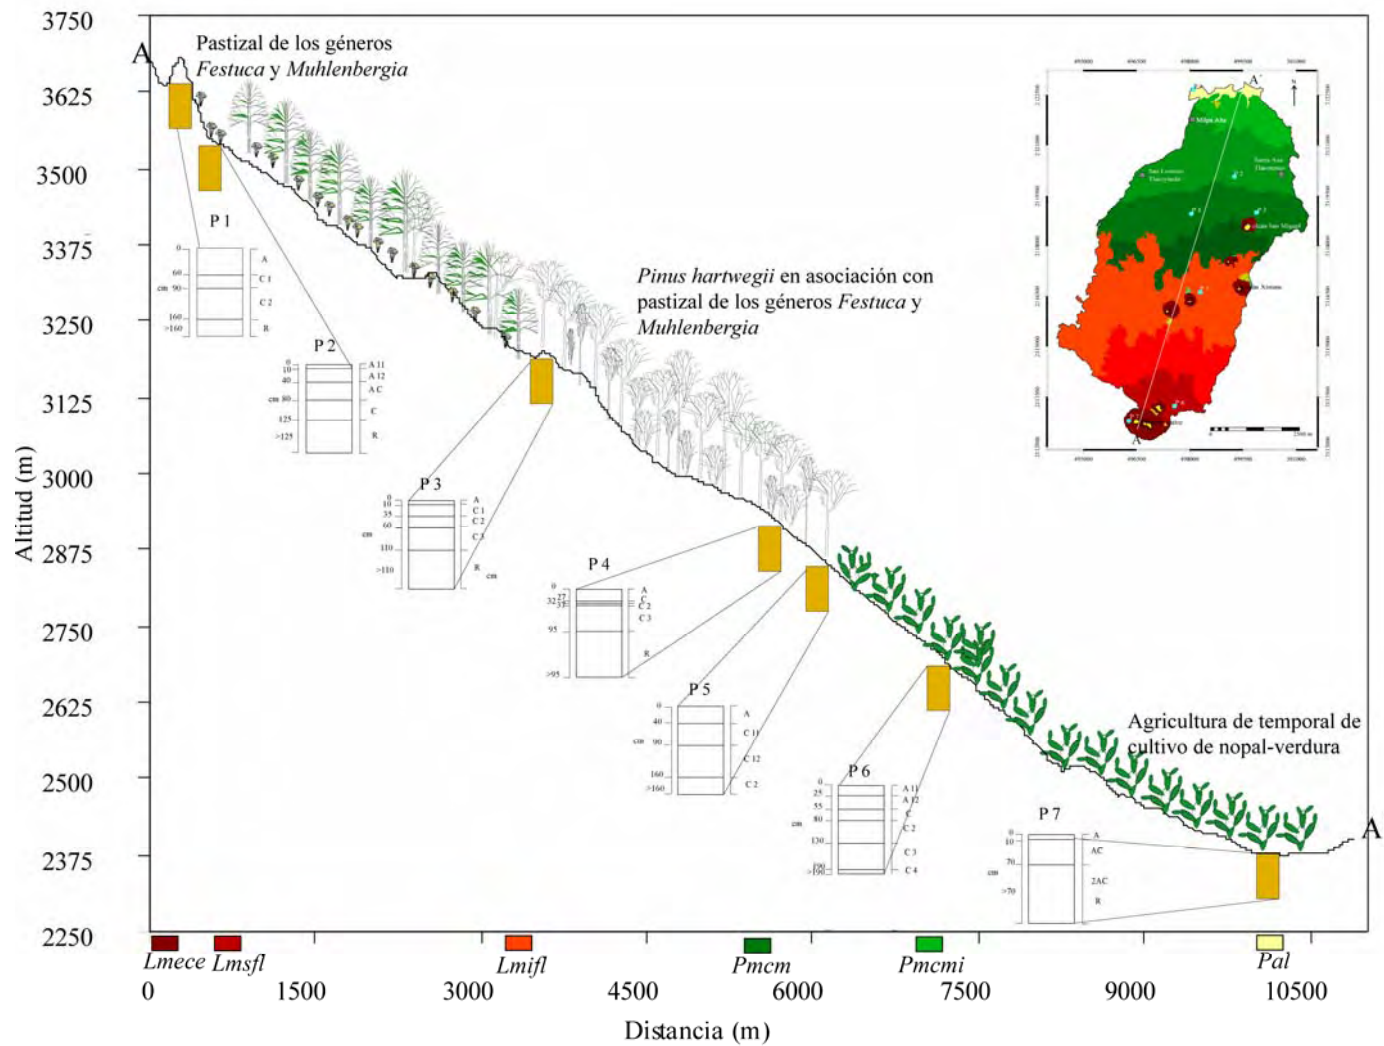 3750
3625
3500
3375
3250
3125
3000
2875
2750
2625
2500
2375
2250
Altitud (m)
A
Pastizal de los géneros
Festuca y Muhlenbergia
Pinus hartwegii en asociación con
pastizal de los géneros Festuca y
Muhlenbergia
Agricultura de temporal de
cultivo de nopal-verdura
A
P 1
0
60
cm 90
160
>160
A
C 1
C 2
R
P 2
0
10
40
cm 80
125
>125
A 11
A 12
A C
C
R
P 3
0
10
35
60
cm
110
>110
A
C 1
C 2
C 3
R
cm
P 4
0
27
32
37
95
>95
A
C
C 2
C 3
R
P 5
0
40
cm 90
160
>160
A
C 11
C 12
C 2
P 6
0
25
55
80
cm
130
190
>190
A 11
A 12
C
C 2
C 3
C 4
P 7
0
10
70
cm
>70
A
AC
2AC
R
A´
N
Milpa Alta
San Lorenzo
Santa Ana
A
Lmece
Lmsfl
Lmifl
Pmcm
Pmcmi
Pal
0 1500 3000 4500 6000 7500 9000 10500
Distancia (m)